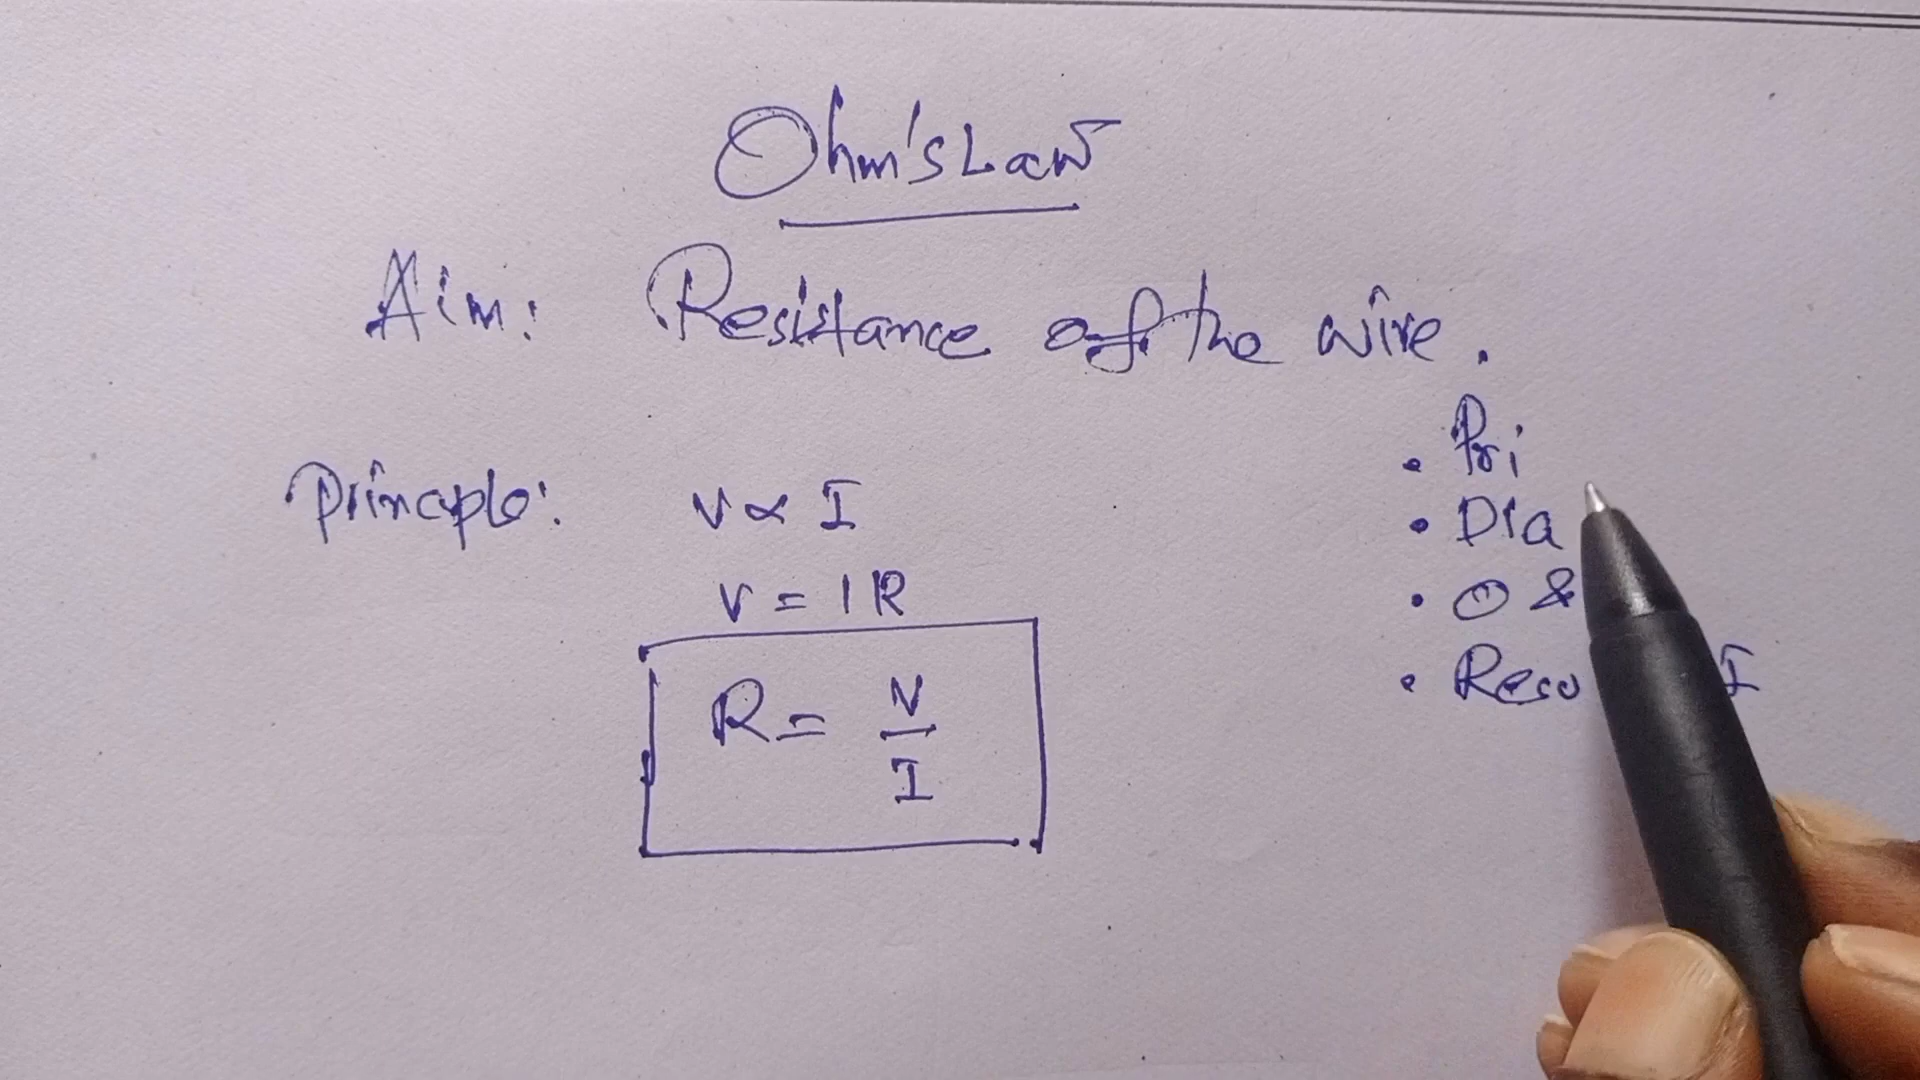 Ohm's Law
Aim: Resistance of the wire.
Principle: V ∝ I
V = IR
R = V/I
• Pri
• Dia
• O &
• Reso I